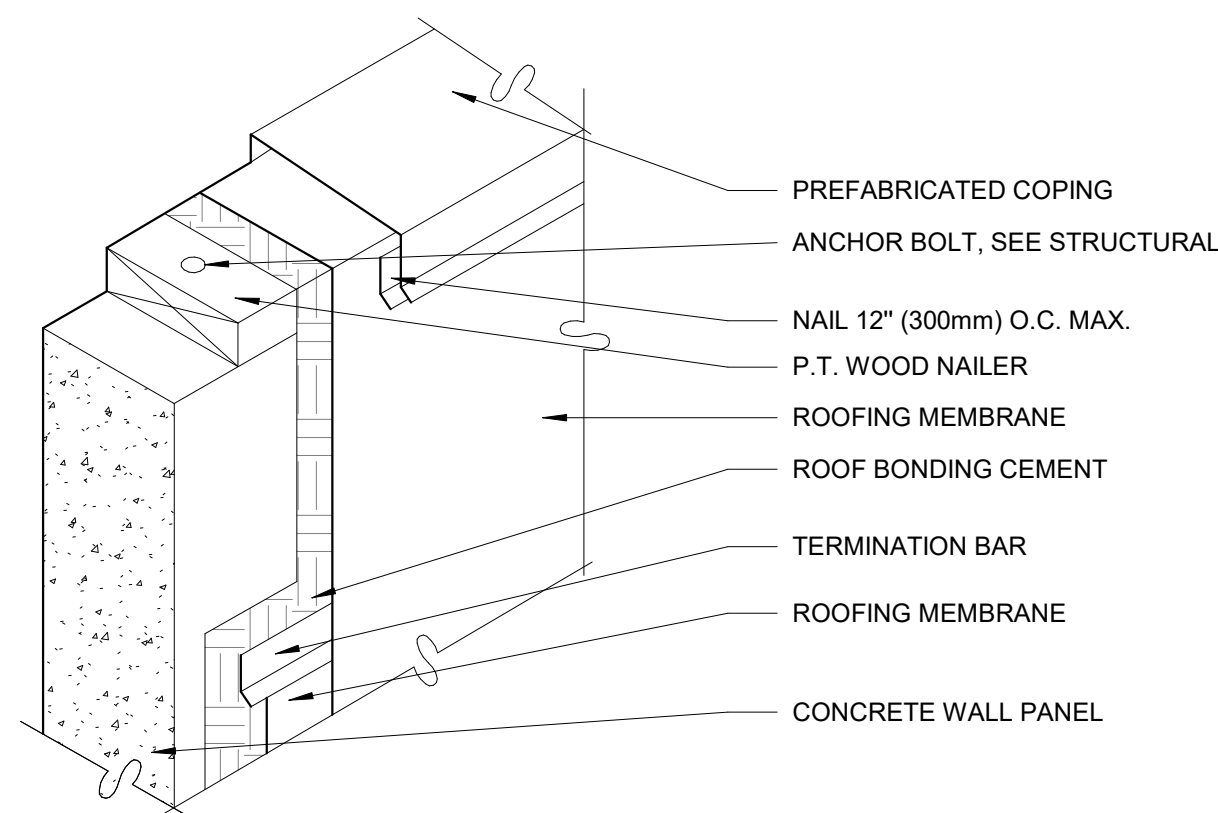 PREFABRICATED COPING
ANCHOR BOLT, SEE STRUCTURAL
NAIL 12" (300mm) O.C. MAX.
P.T. WOOD NAILER
ROOFING MEMBRANE
ROOF BONDING CEMENT
TERMINATION BAR
ROOFING MEMBRANE
CONCRETE WALL PANEL